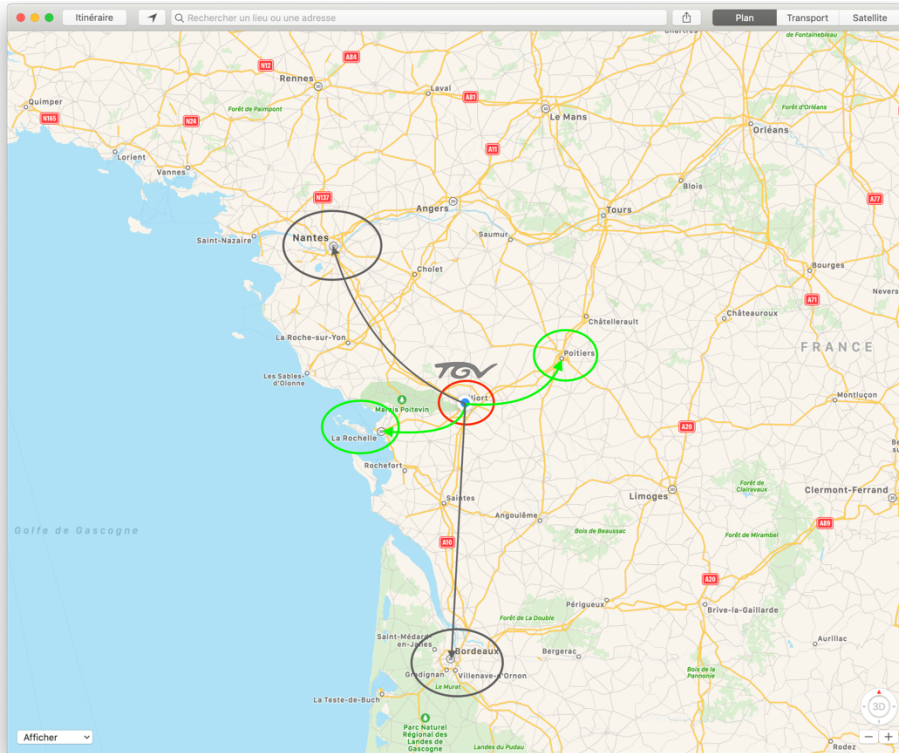 Itinéraire
Rechercher un lieu ou une adresse
Plan
Transport
Satellite
de Fontainebleau
N12
A84
Rennes
Quimper
N165
N24
Forêt de Paimpont
Laval
A81
Le Mans
Forêt d'Orléans
Orléans
Lorient
Vannes
A11
Blois
N137
Angers
Tours
A77
Saint-Nazaire
Nantes
Saumur
Cholet
Bourges
A71
Nevers
Châteauroux
Châtellerault
La Roche-sur-Yon
FRANCE
Poitiers
TGV
Les Sables-
d'Olonne
Marais Poitevin
Montluçon
La Rochelle
A20
Rochefort
Saintes
Limoges
Forêt de
Clairavaux
Clermont-Ferrand
Angoulême
Golfe de Gascogne
Bois de Beaussac
Forêt de Mirambel
A89
A10
A20
Périgueux
Brive-la-Gaillarde
Forêt de La Double
Saint-Médard-
en-Jalles
Bordeaux
Bergerac
Aurillac
Gradignan
Villenave-d'Ornon
Le Murat
Bois de la
Pannonie
La Teste-de-Buch
3D
Parc Naturel
Régional des
Landes de
Gascogne
Landes du Pudau
Rodez
Afficher